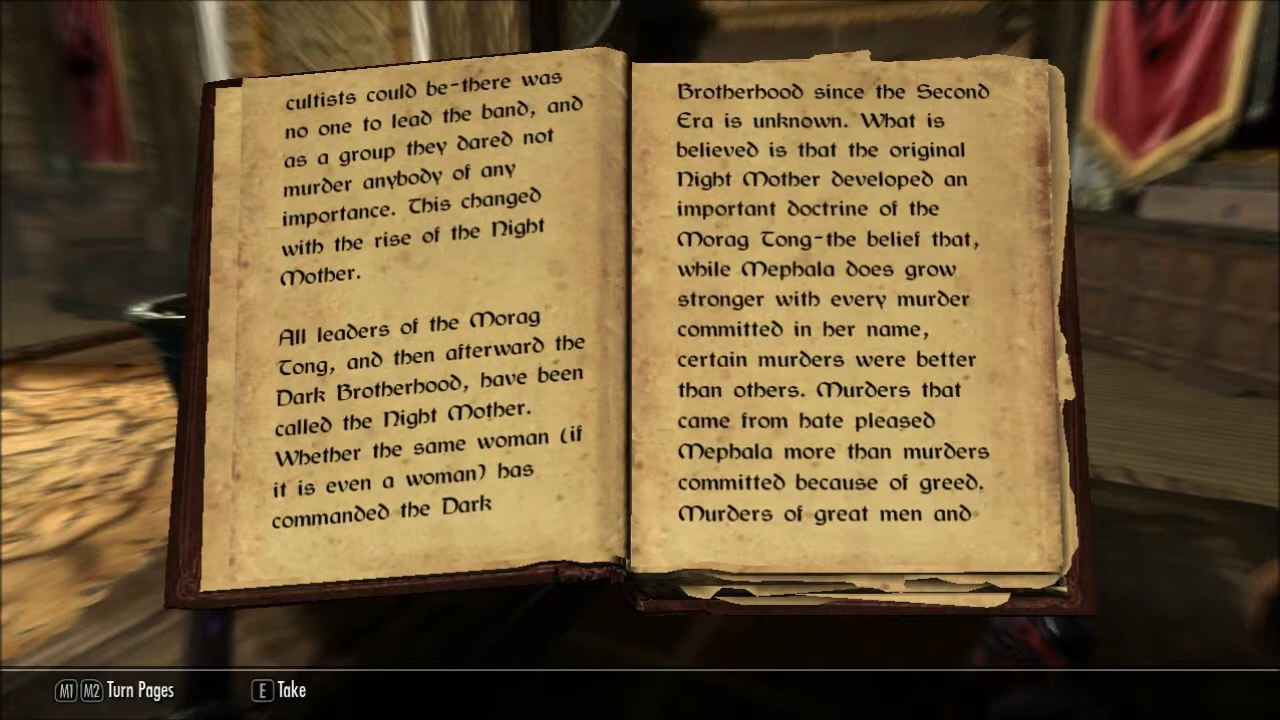 cultists could be-there was
no one to lead the band, and
as a group they dared not
murder anybody of any
importance. This changed
with the rise of the Night
Mother.
All leaders of the Morag
Tong, and then afterward the
Dark Brotherhood, have been
called the Night Mother.
Whether the same woman (if
it is even a woman) has
commanded the Dark
Brotherhood since the Second
Era is unknown. What is
believed is that the original
Night Mother developed an
important doctrine of the
Morag Tong-the belief that,
while Mephala does grow
stronger with every murder
committed in her name,
certain murders were better
than others. Murders that
came from hate pleased
Mephala more than murders
committed because of greed.
Murders of great men and
M1 M2 Turn Pages
E Take